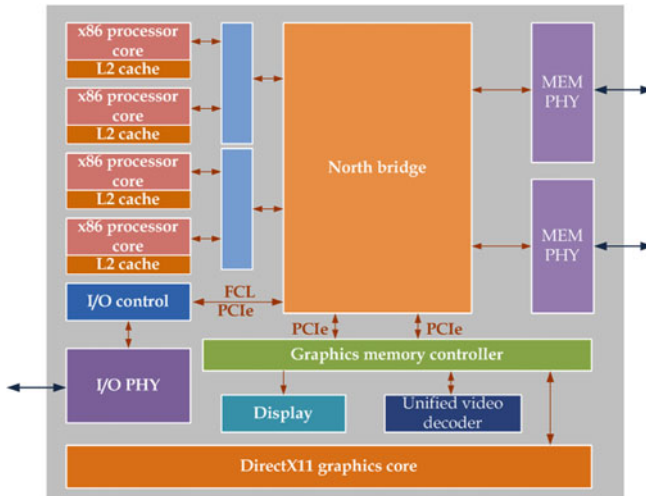 x86 processor
core
L2 cache
x86 processor
core
L2 cache
x86 processor
core
L2 cache
x86 processor
core
L2 cache
North bridge
MEM
PHY
MEM
PHY
I/O control
FCL
PCIe
I/O PHY
PCIe
PCIe
Graphics memory controller
Display
Unified video
decoder
DirectX11 graphics core